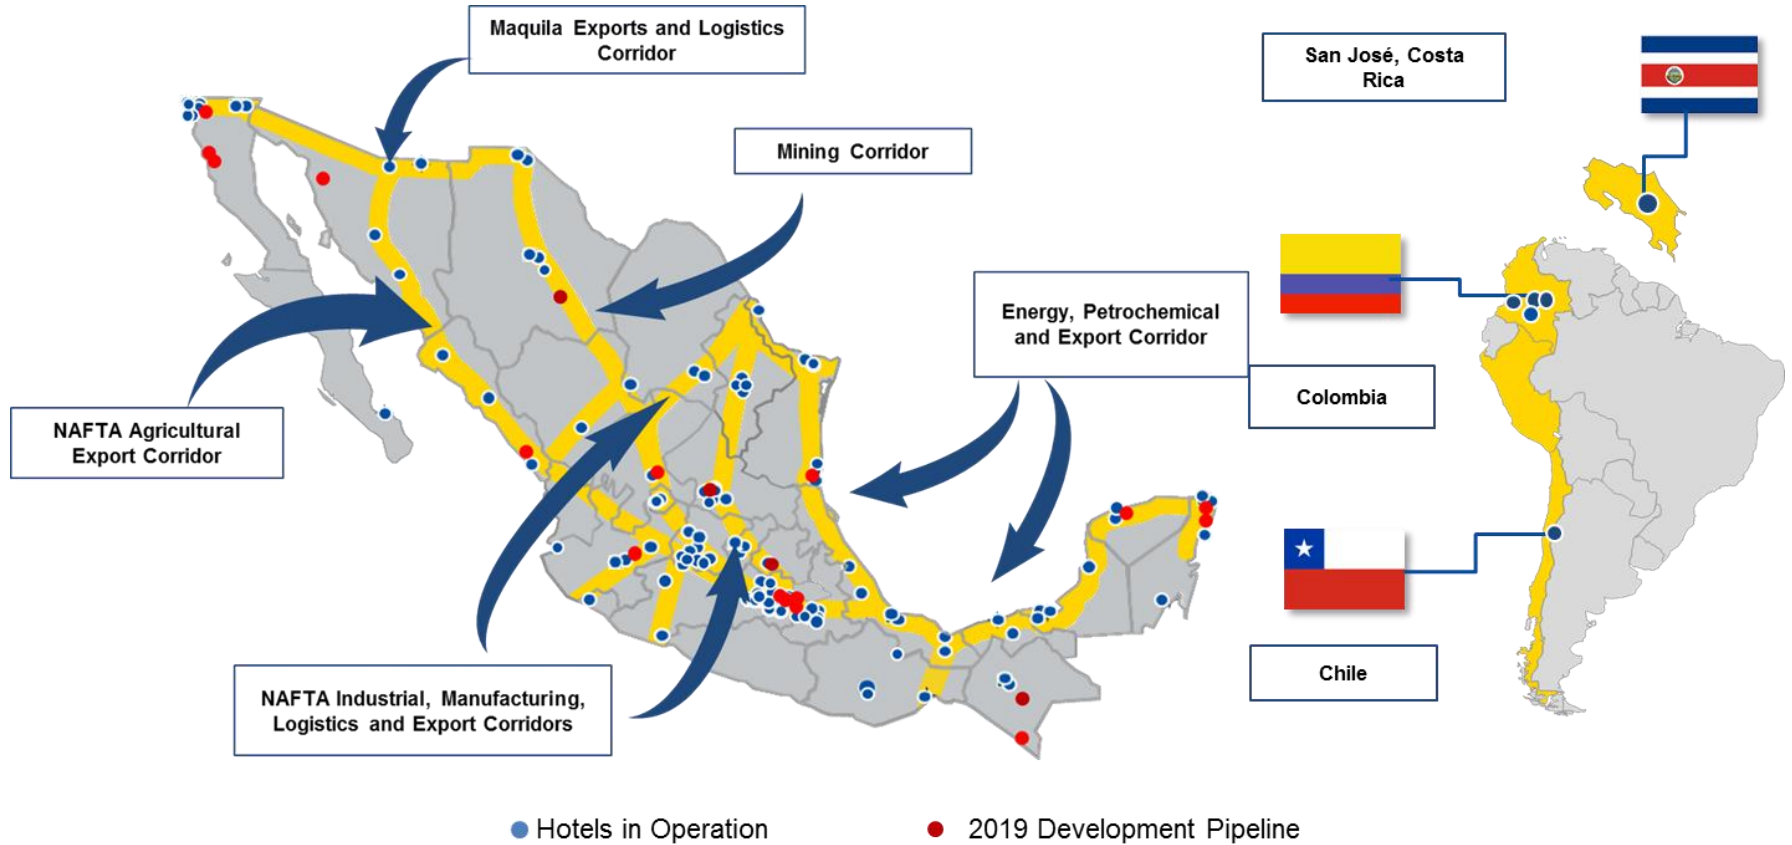 Maquila Exports and Logistics
Corridor
San José, Costa
Rica
Mining Corridor
Energy, Petrochemical
and Export Corridor
Colombia
NAFTA Agricultural
Export Corridor
NAFTA Industrial, Manufacturing,
Logistics and Export Corridors
Chile
Hotels in Operation
2019 Development Pipeline